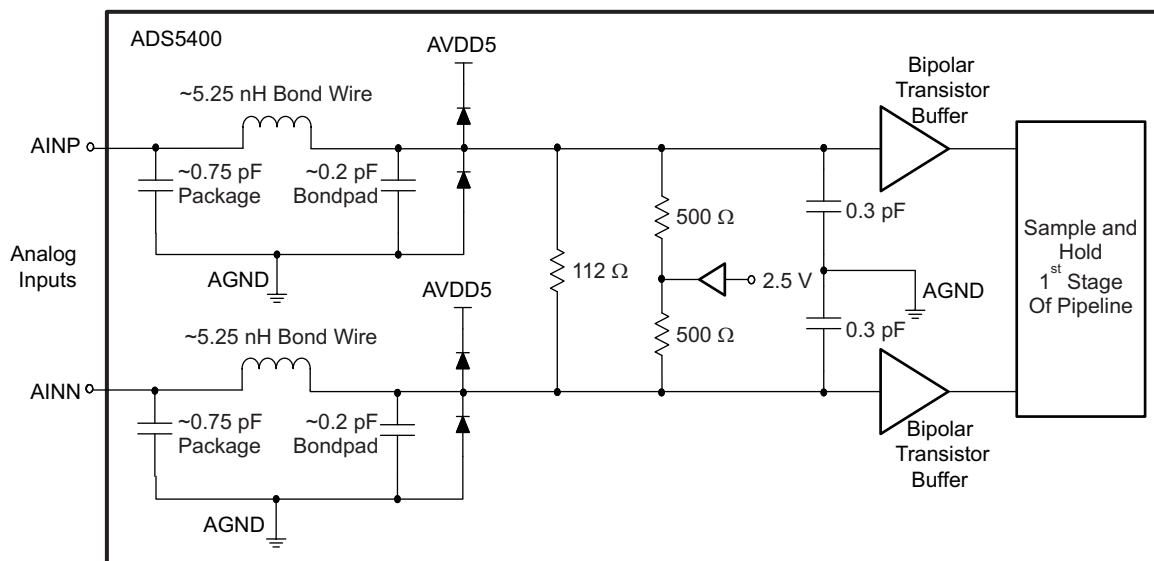 ADS5400
AVDD5
~5.25 nH Bond Wire
Bipolar
Transistor
Buffer
AINP
~0.75 pF
Package
~0.2 pF
Bondpad
500 Ω
0.3 pF
Analog
Inputs
AGND
112 Ω
2.5 V
AGND
Sample and
Hold
1st Stage
Of Pipeline
AVDD5
~5.25 nH Bond Wire
500 Ω
0.3 pF
AINN
~0.75 pF
Package
~0.2 pF
Bondpad
Bipolar
Transistor
Buffer
AGND